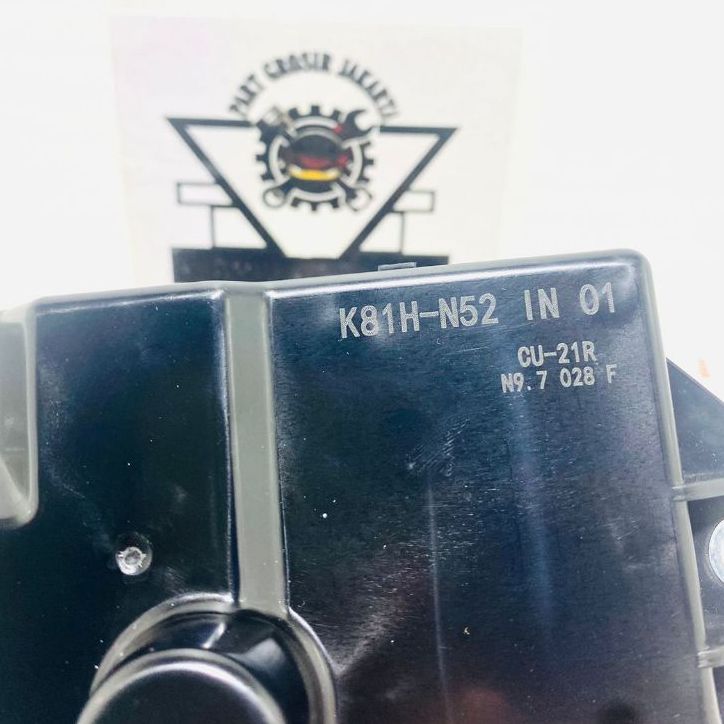 PART GROSIR JAKARTA
K81H-N52 IN 01
CU-21R
N9.7 028 F